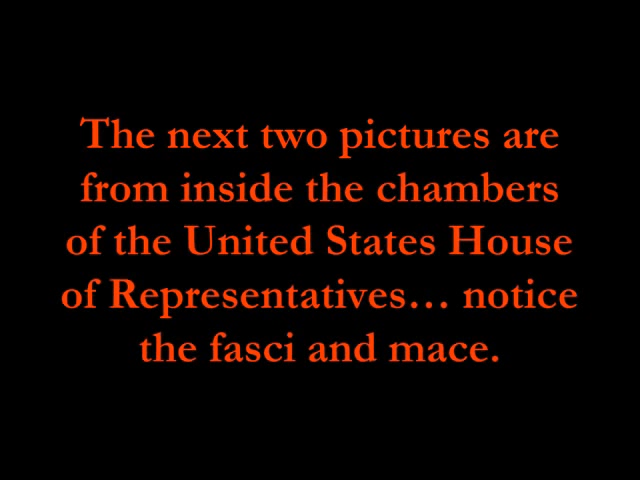 The next two pictures are
from inside the chambers
of the United States House
of Representatives… notice
the fasci and mace.